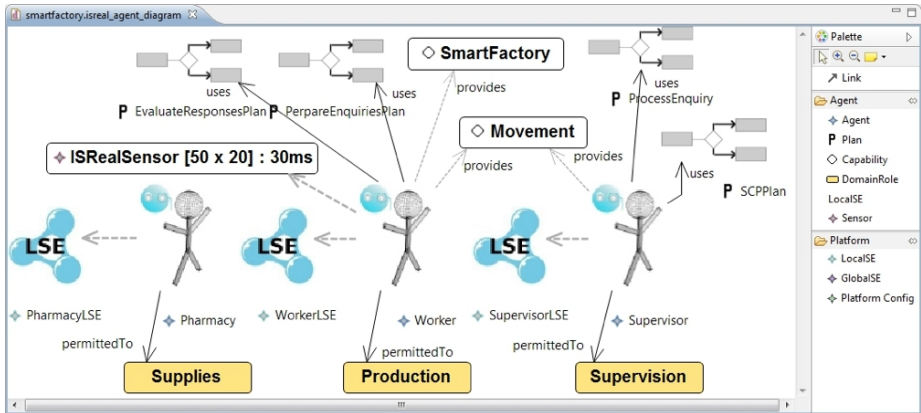 smartfactory.isreal_agent_diagram
Palette
SmartFactory
uses
uses
provides
uses
EvaluateResponsesPlan
PerpareEnquiriesPlan
ProcessEnquiry
Movement
ISRealSensor [50 x 20] : 30ms
provides
provides
uses
SCPPlan
LSE
LSE
LSE
PharmacyLSE
Pharmacy
WorkerLSE
Worker
SupervisorLSE
Supervisor
permittedTo
permittedTo
permittedTo
Supplies
Production
Supervision
Link
Agent
Agent
Plan
Capability
DomainRole
LocalSE
Sensor
Platform
LocalSE
GlobalSE
Platform Config